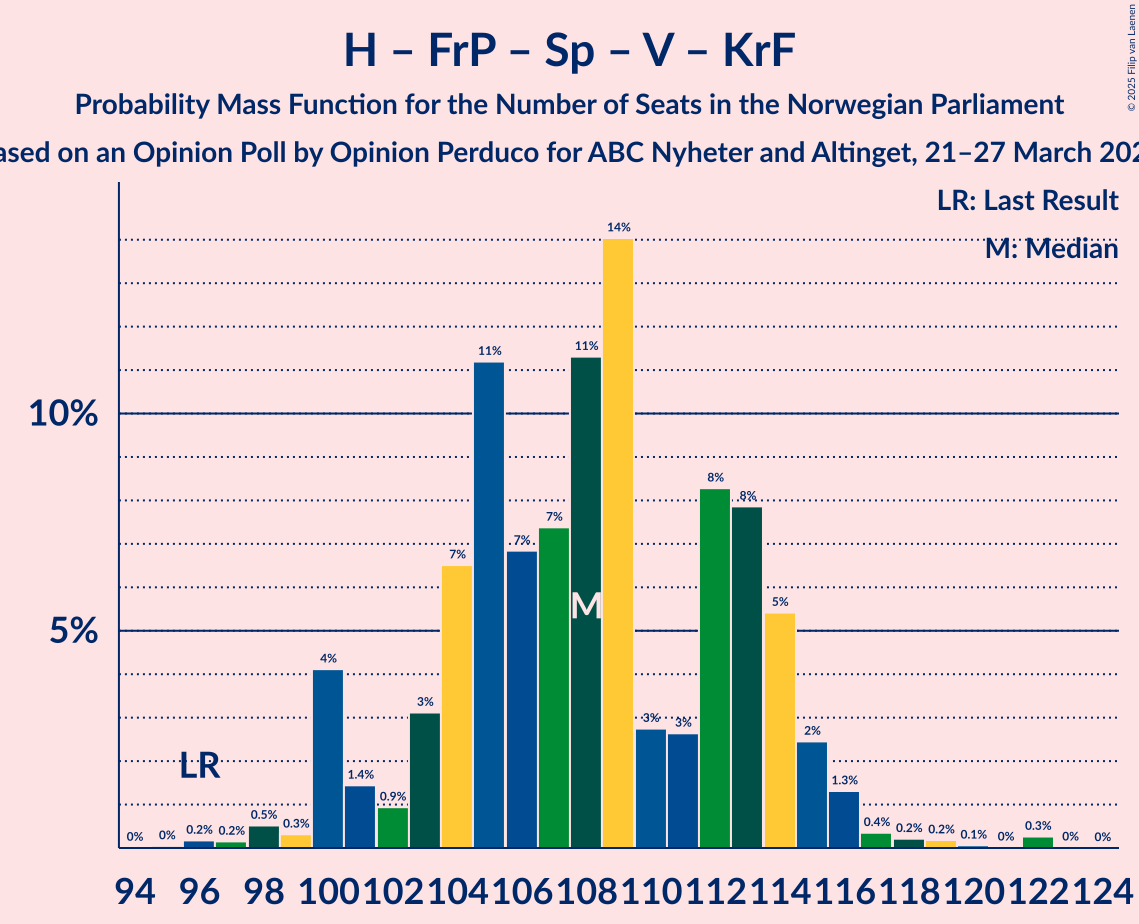 H – FrP – Sp – V – KrF
Probability Mass Function for the Number of Seats in the Norwegian Parliament
ased on an Opinion Poll by Opinion Perduco for ABC Nyheter and Altinget, 21–27 March 202
© 2025 Filip van Laenen
LR: Last Result
M: Median
10%
5%
0% 0% 0.2% 0.2% 0.5% 0.3% 4% 1.4% 0.9% 3% 7% 11% 7% 7% 11% 14% 3% 3% 8% 8% 5% 2% 1.3% 0.4% 0.2% 0.2% 0.1% 0% 0.3% 0% 0%
LR
M
94 96 98 100 102 104 106 108 110 112 114 116 118 120 122 124